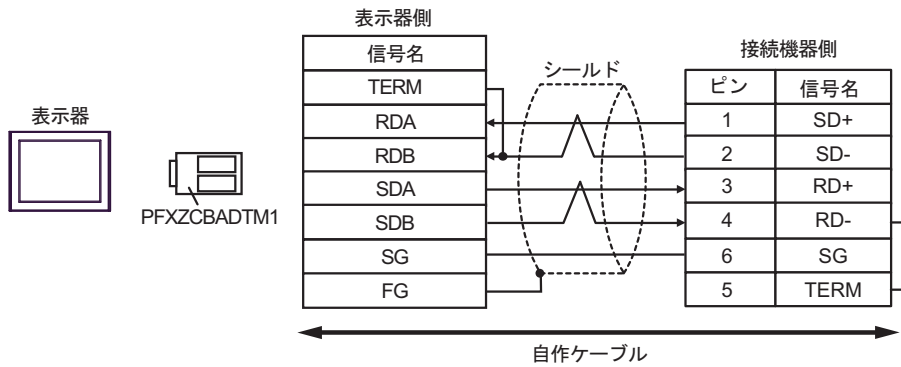 表示器
PFXZCBADTM1
表示器側
信号名
TERM
RDA
RDB
SDA
SDB
SG
FG
シールド
接続機器側
ピン 信号名
1 SD+
2 SD-
3 RD+
4 RD-
6 SG
5 TERM
自作ケーブル